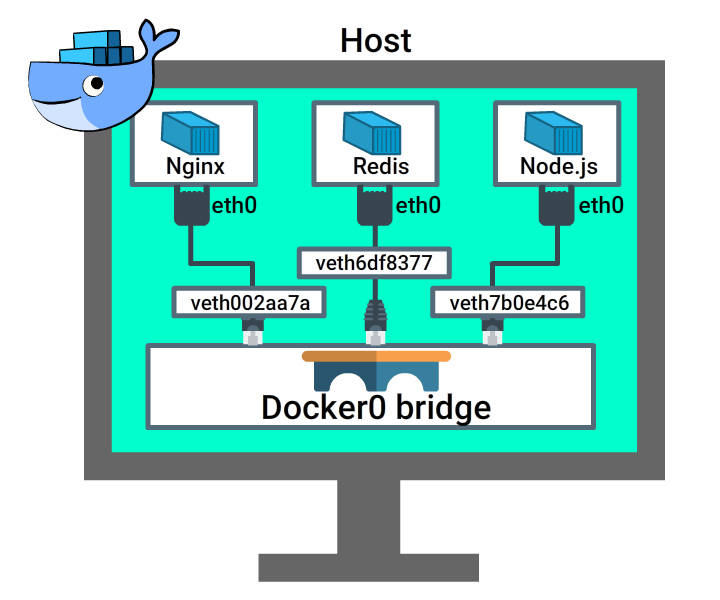 Host
Nginx
Redis
Node.js
eth0
eth0
eth0
veth6df8377
veth002aa7a
veth7b0e4c6
Docker0 bridge